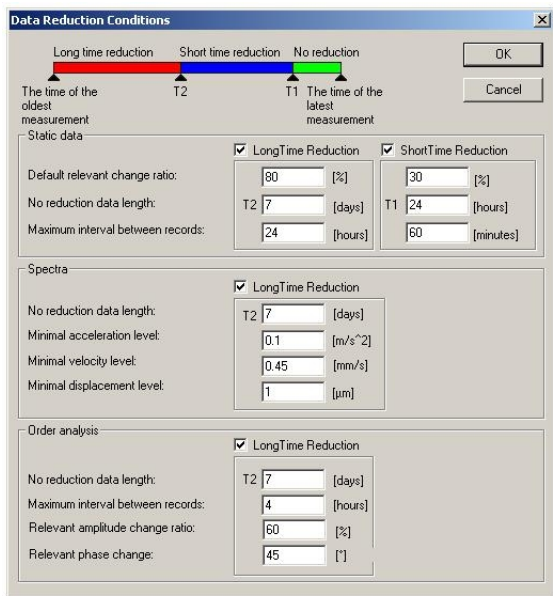 Data Reduction Conditions
Long time reduction Short time reduction No reduction
OK
The time of the oldest measurement
T2
T1
The time of the latest measurement
Cancel
Static data
LongTime Reduction ShortTime Reduction
Default relevant change ratio: 80 [%] 30 [%]
No reduction data length: T2 7 [days] T1 24 [hours]
Maximum interval between records: 24 [hours] 60 [minutes]
Spectra
LongTime Reduction
No reduction data length: T2 7 [days]
Minimal acceleration level: 0.1 [m/s^2]
Minimal velocity level: 0.45 [mm/s]
Minimal displacement level: 1 [µm]
Order analysis
LongTime Reduction
No reduction data length: T2 7 [days]
Maximum interval between records: 4 [hours]
Relevant amplitude change ratio: 60 [%]
Relevant phase change: 45 [°]